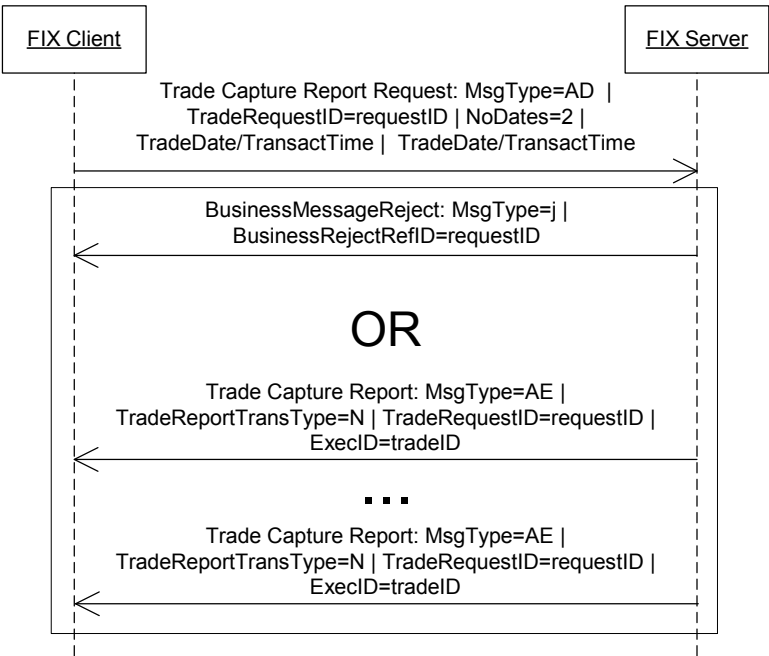 FIX Client
FIX Server
Trade Capture Report Request: MsgType=AD |
TradeRequestID=requestID | NoDates=2 |
TradeDate/TransactTime | TradeDate/TransactTime
BusinessMessageReject: MsgType=j |
BusinessRejectRefID=requestID
OR
Trade Capture Report: MsgType=AE |
TradeReportTransType=N | TradeRequestID=requestID |
ExecID=tradeID
...
Trade Capture Report: MsgType=AE |
TradeReportTransType=N | TradeRequestID=requestID |
ExecID=tradeID